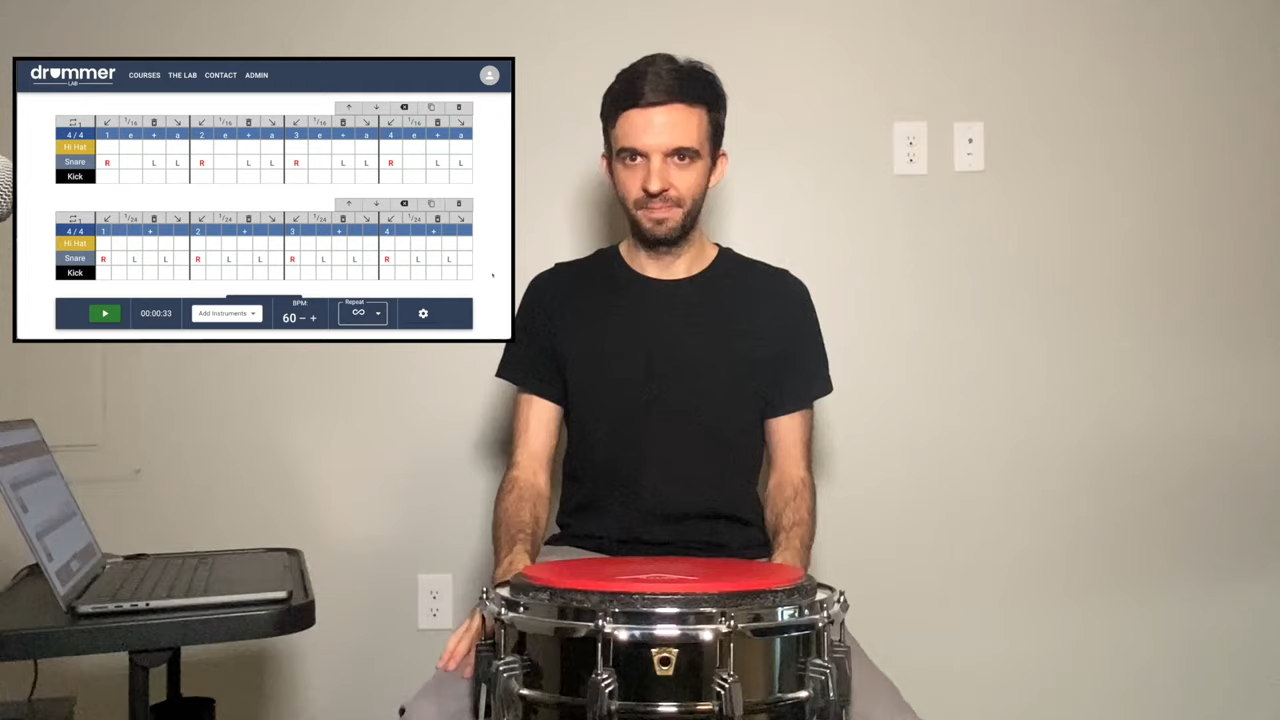 drummer
LAB
COURSES THE LAB CONTACT ADMIN
1 1/16 1/16 1/16 1/16
4 / 4 1 e + a 2 e + a 3 e + a 4 e + a
Hi Hat
Snare R L L R L L R L L R L L
Kick
1 1/24 1/24 1/24 1/24
4 / 4 1 + 2 + 3 + 4 +
Hi Hat
Snare R L L R L L R L L R L L
Kick
00:00:33 Add Instruments BPM: 60 − + Repeat ∞